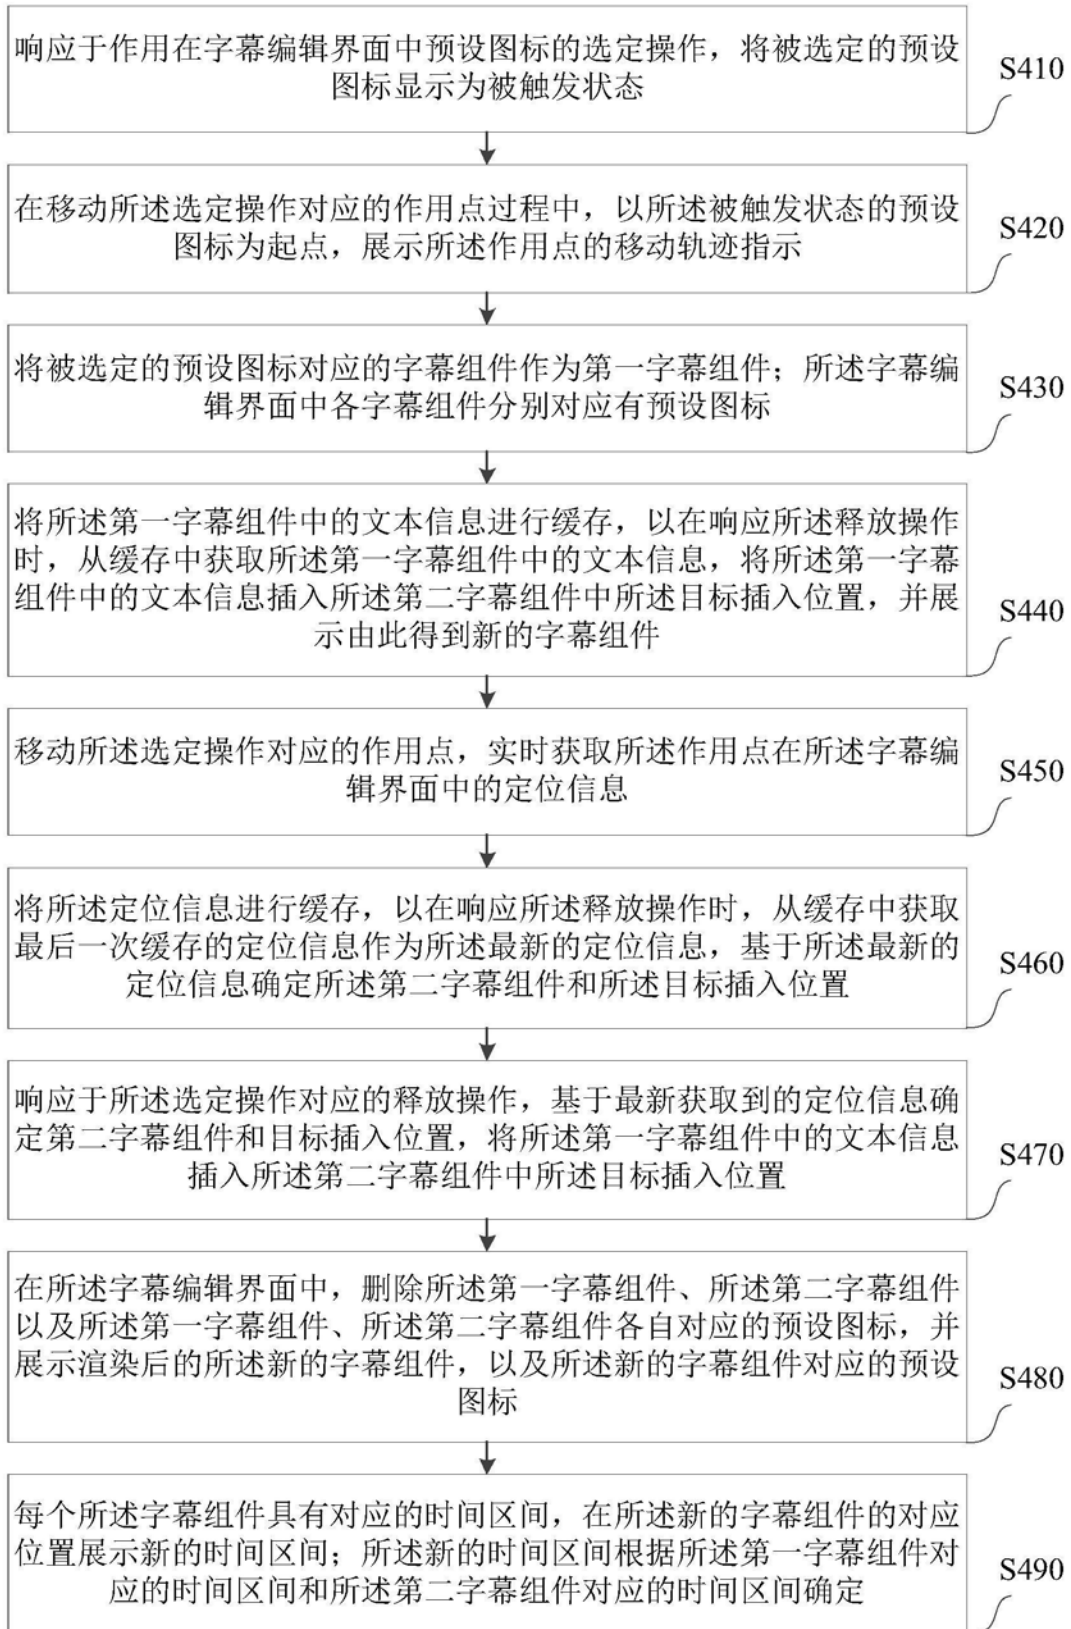 响应于作用在字幕编辑界面中预设图标的选定操作，将被选定的预设
图标显示为被触发状态
S410
在移动所述选定操作对应的作用点过程中，以所述被触发状态的预设
图标为起点，展示所述作用点的移动轨迹指示
S420
将被选定的预设图标对应的字幕组件作为第一字幕组件；所述字幕编
辑界面中各字幕组件分别对应有预设图标
S430
将所述第一字幕组件中的文本信息进行缓存，以在响应所述释放操作
时，从缓存中获取所述第一字幕组件中的文本信息，将所述第一字幕
组件中的文本信息插入所述第二字幕组件中所述目标插入位置，并展
示由此得到新的字幕组件
S440
移动所述选定操作对应的作用点，实时获取所述作用点在所述字幕编
辑界面中的定位信息
S450
将所述定位信息进行缓存，以在响应所述释放操作时，从缓存中获取
最后一次缓存的定位信息作为所述最新的定位信息，基于所述最新的
定位信息确定所述第二字幕组件和所述目标插入位置
S460
响应于所述选定操作对应的释放操作，基于最新获取到的定位信息确
定第二字幕组件和目标插入位置，将所述第一字幕组件中的文本信息
插入所述第二字幕组件中所述目标插入位置
S470
在所述字幕编辑界面中，删除所述第一字幕组件、所述第二字幕组件
以及所述第一字幕组件、所述第二字幕组件各自对应的预设图标，并
展示渲染后的所述新的字幕组件，以及所述新的字幕组件对应的预设
图标
S480
每个所述字幕组件具有对应的时间区间，在所述新的字幕组件的对应
位置展示新的时间区间；所述新的时间区间根据所述第一字幕组件对
应的时间区间和所述第二字幕组件对应的时间区间确定
S490